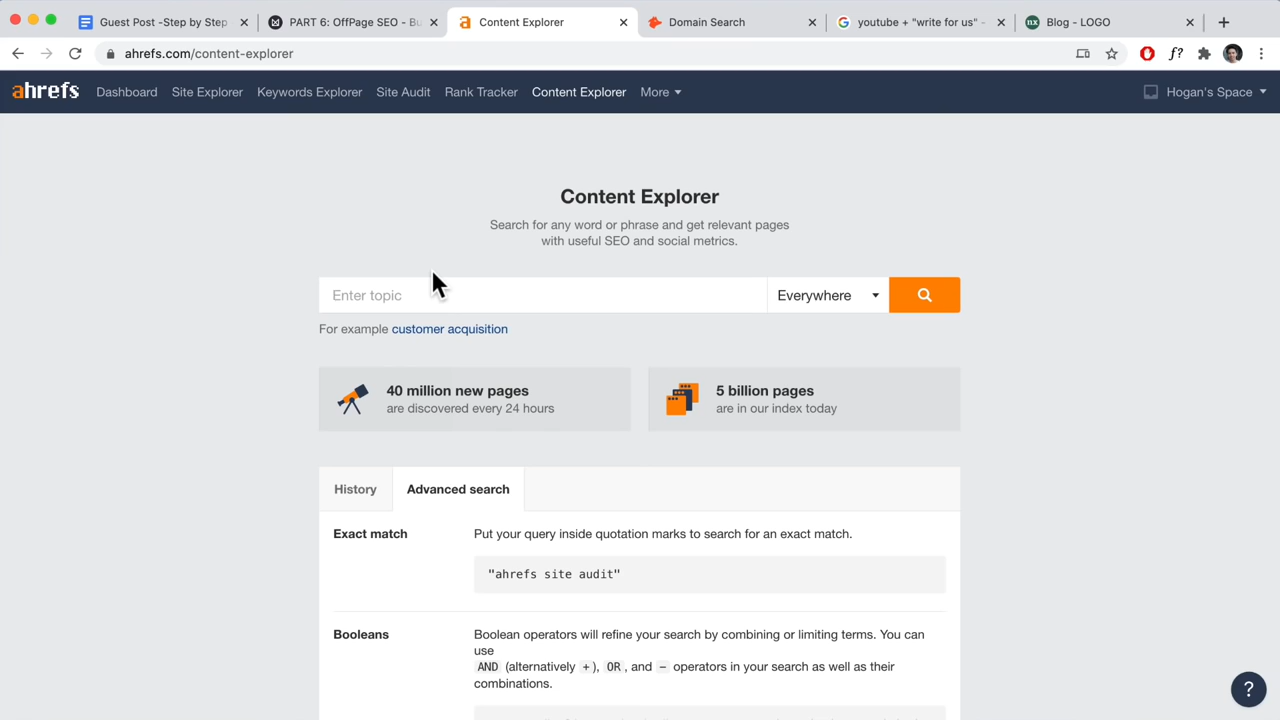 Guest Post -Step by Step
PART 6: OffPage SEO - Bu
Content Explorer
Domain Search
youtube + "write for us" -
Blog - LOGO
ahrefs.com/content-explorer
ahrefs
Dashboard
Site Explorer
Keywords Explorer
Site Audit
Rank Tracker
Content Explorer
More
Hogan's Space
Content Explorer
Search for any word or phrase and get relevant pages
with useful SEO and social metrics.
Enter topic
Everywhere
For example customer acquisition
40 million new pages
are discovered every 24 hours
5 billion pages
are in our index today
History
Advanced search
Exact match
Put your query inside quotation marks to search for an exact match.
"ahrefs site audit"
Booleans
Boolean operators will refine your search by combining or limiting terms. You can
use
AND (alternatively +), OR, and − operators in your search as well as their
combinations.